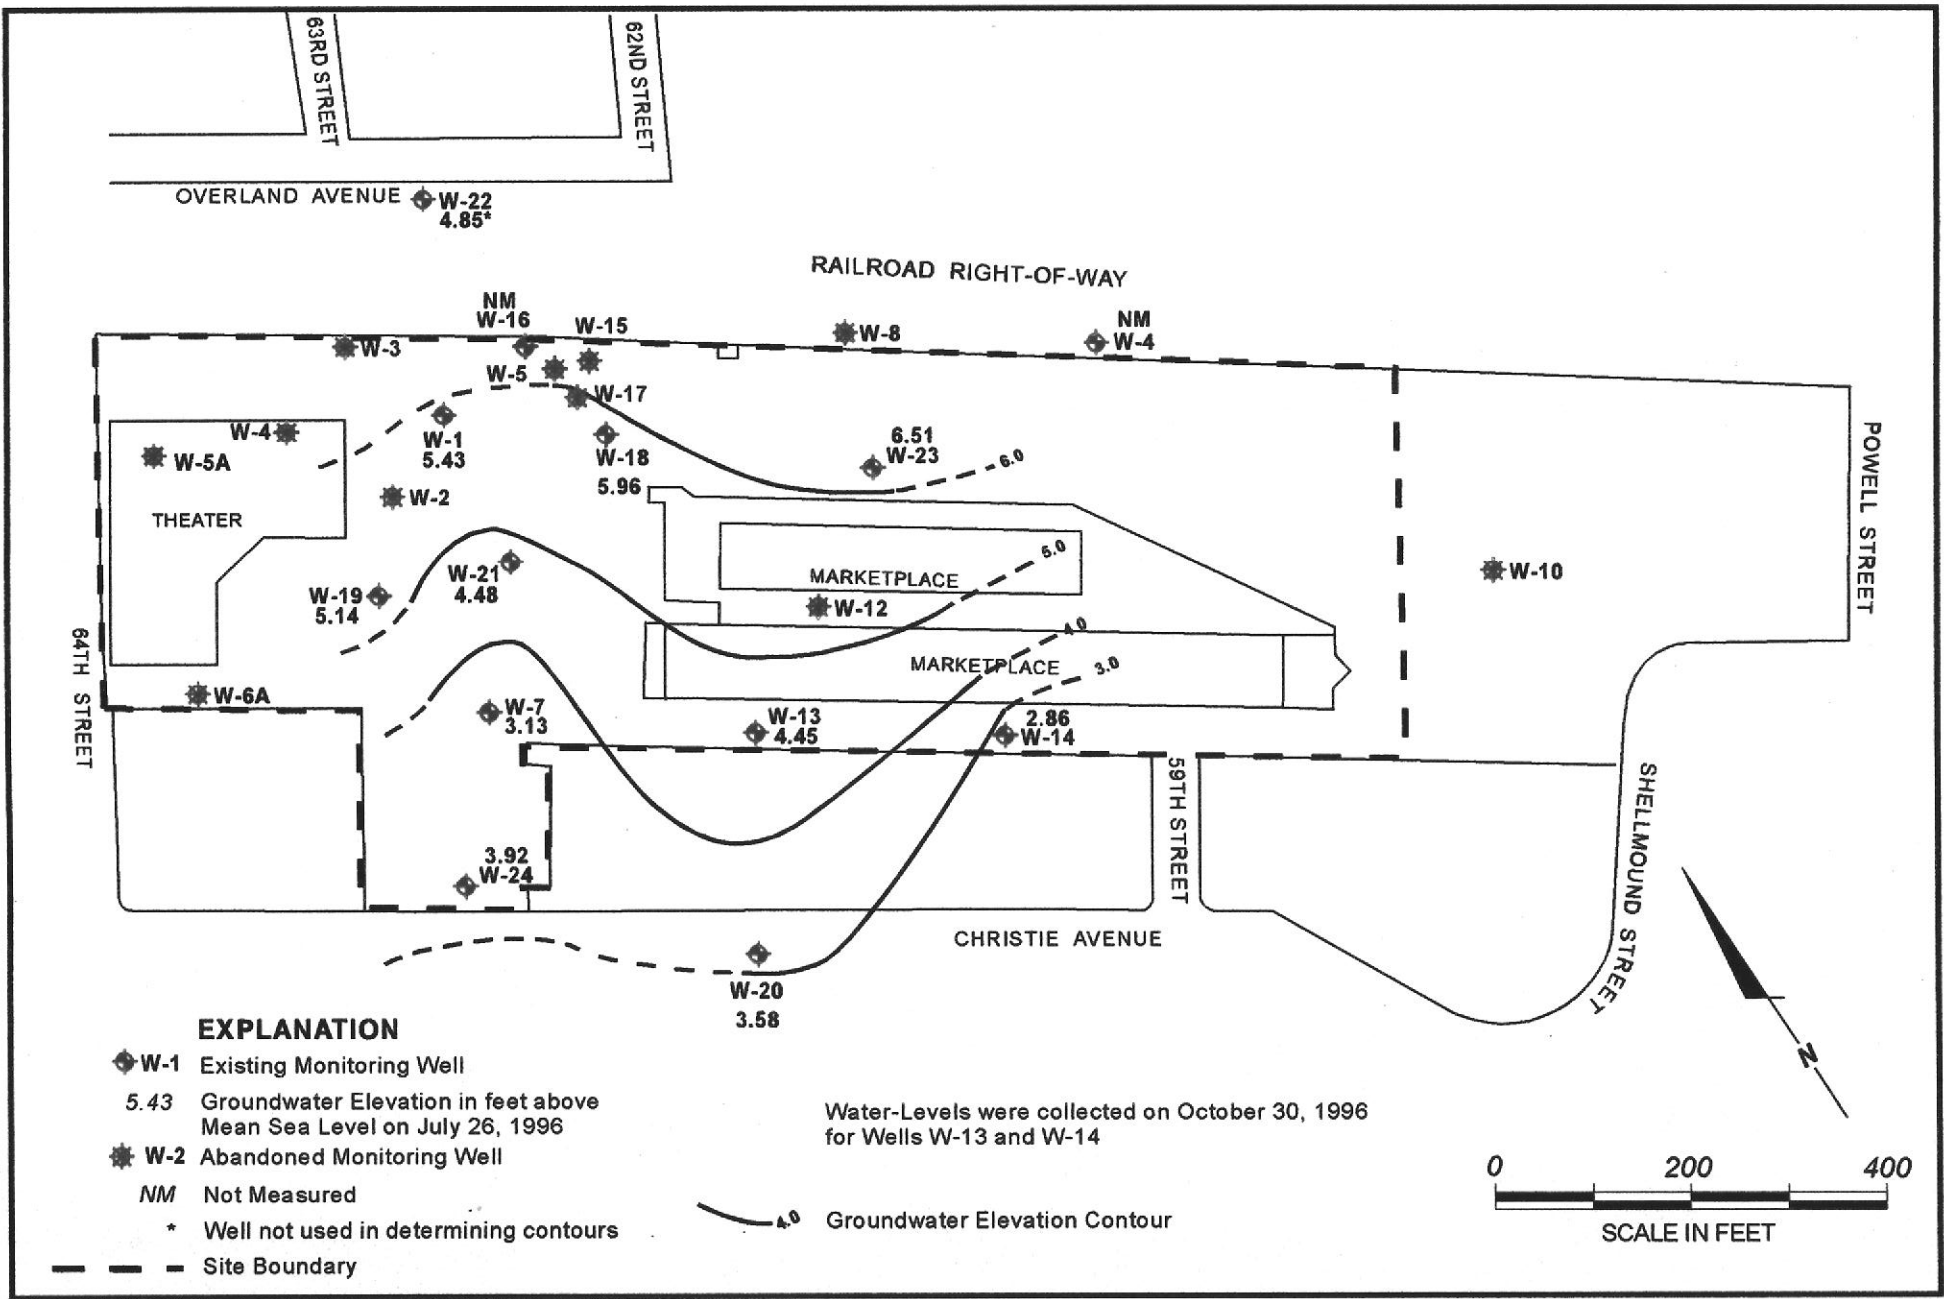 63RD STREET
62ND STREET
OVERLAND AVENUE
W-22
4.85*
RAILROAD RIGHT-OF-WAY
NM
W-16
W-15
W-3
W-5
W-17
W-8
NM
W-4
W-4
W-5A
W-1
5.43
W-18
5.96
6.51
W-23
6.0
W-2
THEATER
POWELL STREET
W-21
4.48
W-19
5.14
MARKETPLACE
5.0
W-12
W-10
4.0
MARKETPLACE
3.0
64TH STREET
W-6A
W-7
3.13
W-13
4.45
2.86
W-14
59TH STREET
SHELLMOUND STREET
3.92
W-24
CHRISTIE AVENUE
W-20
3.58
N
EXPLANATION
W-1 Existing Monitoring Well
5.43 Groundwater Elevation in feet above
Mean Sea Level on July 26, 1996
W-2 Abandoned Monitoring Well
NM Not Measured
* Well not used in determining contours
Site Boundary
Water-Levels were collected on October 30, 1996
for Wells W-13 and W-14
4.0 Groundwater Elevation Contour
0 200 400
SCALE IN FEET